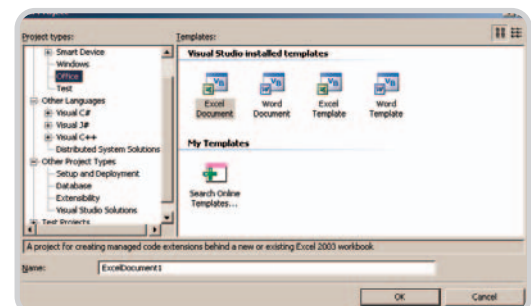 Project types:
Templates:
Smart Device
Windows
Office
Test
Other Languages
Visual C#
Visual J#
Visual C++
Distributed System Solutions
Other Project Types
Setup and Deployment
Database
Extensibility
Visual Studio Solutions
Test Projects
Visual Studio installed templates
Excel Document
Word Document
Excel Template
Word Template
My Templates
Search Online Templates...
A project for creating managed code extensions behind a new or existing Excel 2003 workbook
Name:
ExcelDocument1
OK
Cancel